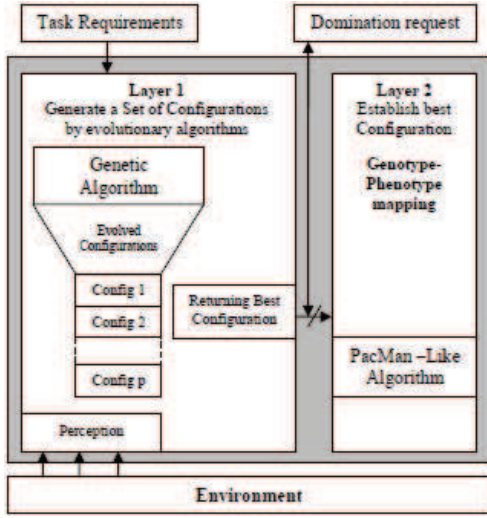 Task Requirements
Domination request
Layer 1
Generate a Set of Configurations
by evolutionary algorithms
Genetic
Algorithm
Evolved
Configurations
Config 1
Config 2
Config p
Returning Best
Configuration
Perception
Layer 2
Establish best
Configuration
Genotype-
Phenotype
mapping
PacMan –Like
Algorithm
Environment